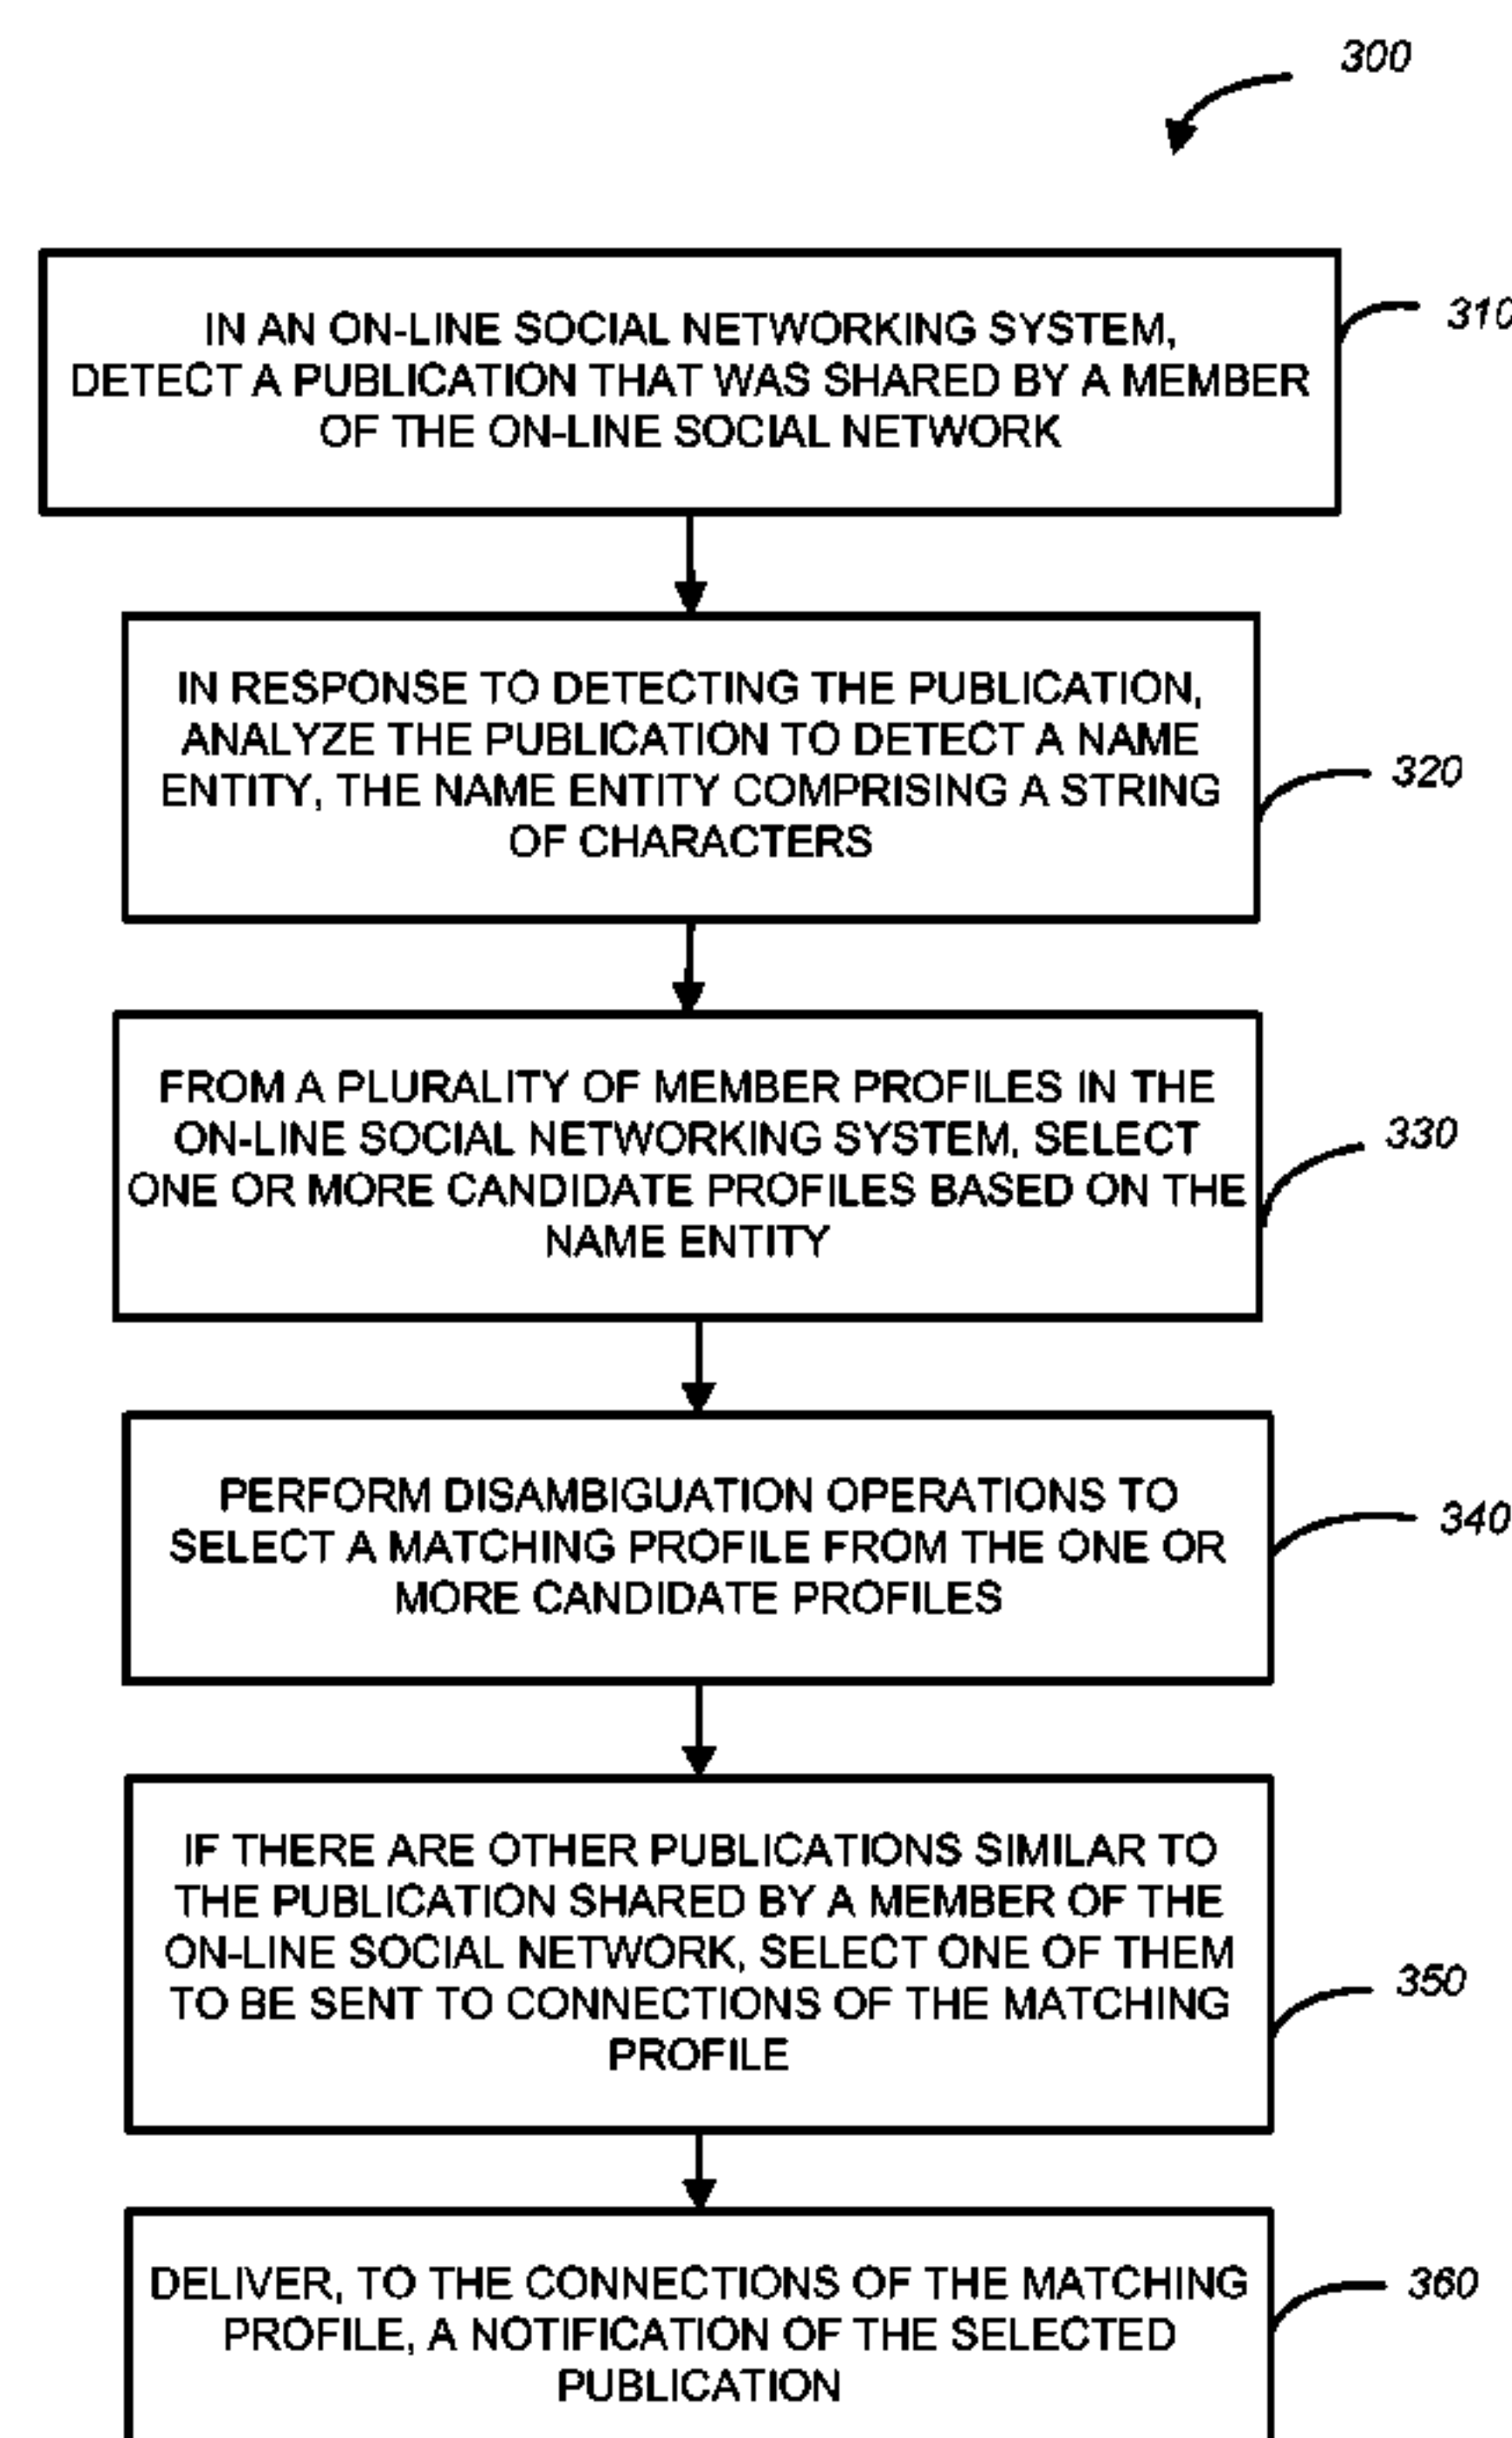 300
IN AN ON-LINE SOCIAL NETWORKING SYSTEM,
DETECT A PUBLICATION THAT WAS SHARED BY A MEMBER
OF THE ON-LINE SOCIAL NETWORK
310
IN RESPONSE TO DETECTING THE PUBLICATION,
ANALYZE THE PUBLICATION TO DETECT A NAME
ENTITY, THE NAME ENTITY COMPRISING A STRING
OF CHARACTERS
320
FROM A PLURALITY OF MEMBER PROFILES IN THE
ON-LINE SOCIAL NETWORKING SYSTEM, SELECT
ONE OR MORE CANDIDATE PROFILES BASED ON THE
NAME ENTITY
330
PERFORM DISAMBIGUATION OPERATIONS TO
SELECT A MATCHING PROFILE FROM THE ONE OR
MORE CANDIDATE PROFILES
340
IF THERE ARE OTHER PUBLICATIONS SIMILAR TO
THE PUBLICATION SHARED BY A MEMBER OF THE
ON-LINE SOCIAL NETWORK, SELECT ONE OF THEM
TO BE SENT TO CONNECTIONS OF THE MATCHING
PROFILE
350
DELIVER, TO THE CONNECTIONS OF THE MATCHING
PROFILE, A NOTIFICATION OF THE SELECTED
PUBLICATION
360